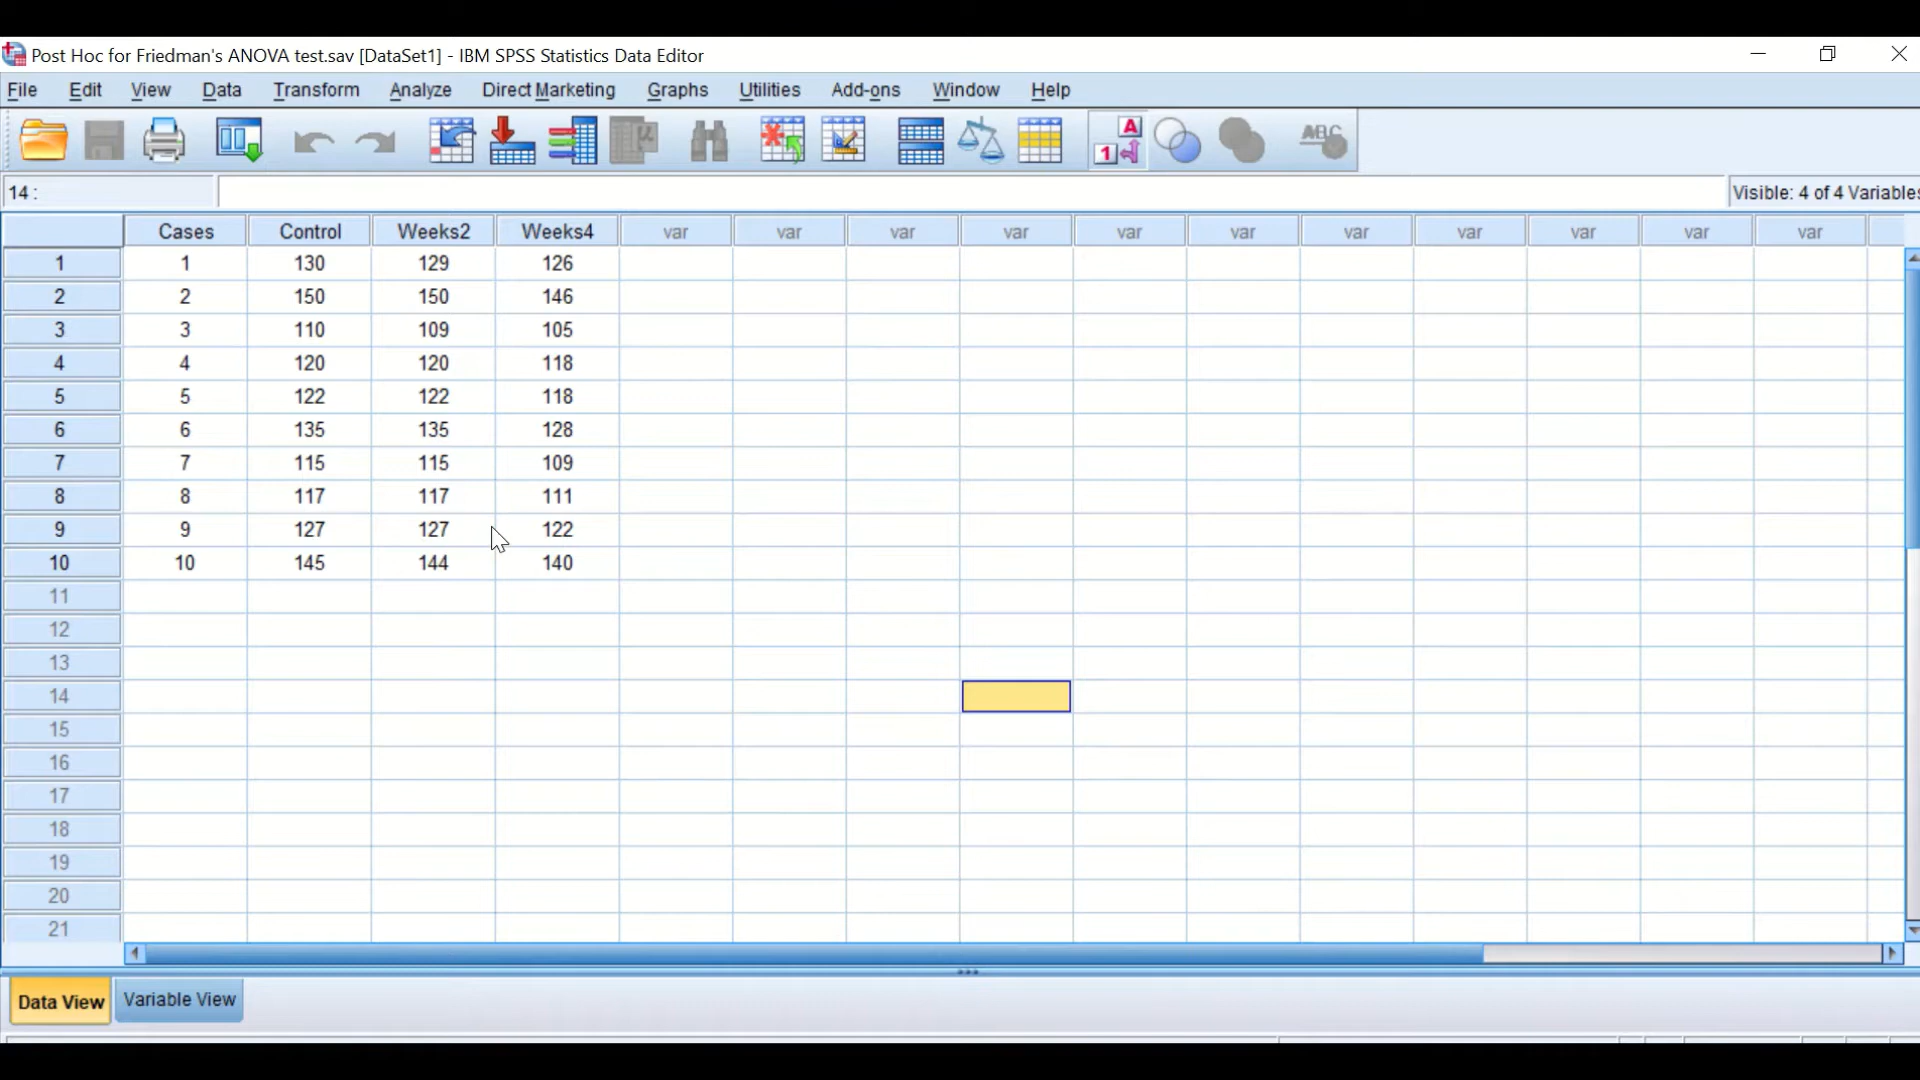 Post Hoc for Friedman's ANOVA test.sav [DataSet1] - IBM SPSS Statistics Data Editor
File Edit View Data Transform Analyze Direct Marketing Graphs Utilities Add-ons Window Help
A
1
ABC
14 :
Visible: 4 of 4 Variables
Cases Control Weeks2 Weeks4 var var var var var var var var var var var
1 1 130 129 126
2 2 150 150 146
3 3 110 109 105
4 4 120 120 118
5 5 122 122 118
6 6 135 135 128
7 7 115 115 109
8 8 117 117 111
9 9 127 127 122
10 10 145 144 140
11
12
13
14
15
16
17
18
19
20
21
Data View Variable View